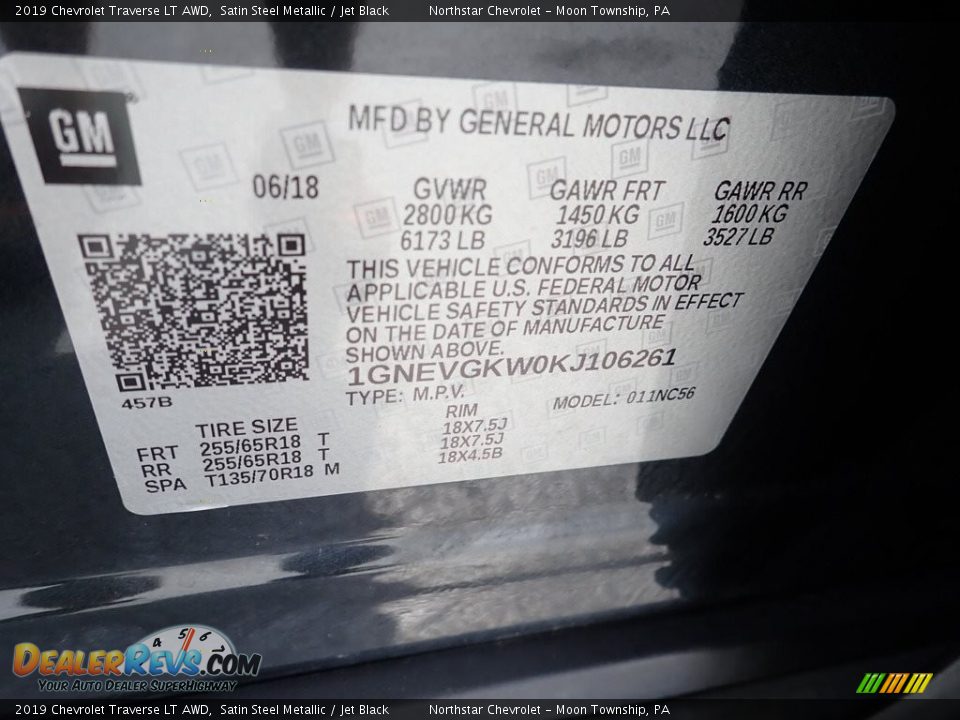 2019 Chevrolet Traverse LT AWD, Satin Steel Metallic / Jet Black Northstar Chevrolet - Moon Township, PA
GM
MFD BY GENERAL MOTORS LLC
06/18 GVWR GAWR FRT GAWR RR
2800 KG 1450 KG 1600 KG
6173 LB 3196 LB 3527 LB
THIS VEHICLE CONFORMS TO ALL
APPLICABLE U.S. FEDERAL MOTOR
VEHICLE SAFETY STANDARDS IN EFFECT
ON THE DATE OF MANUFACTURE
SHOWN ABOVE.
1GNEVGKW0KJ106261
TYPE: M.P.V. MODEL: 011NC56
457B
TIRE SIZE RIM
FRT 255/65R18 T 18X7.5J
RR 255/65R18 T 18X7.5J
SPA T135/70R18 M 18X4.5B
4 5 6
DEALERREVS.COM
YOUR AUTO DEALER SUPERHIGHWAY
2019 Chevrolet Traverse LT AWD, Satin Steel Metallic / Jet Black Northstar Chevrolet - Moon Township, PA